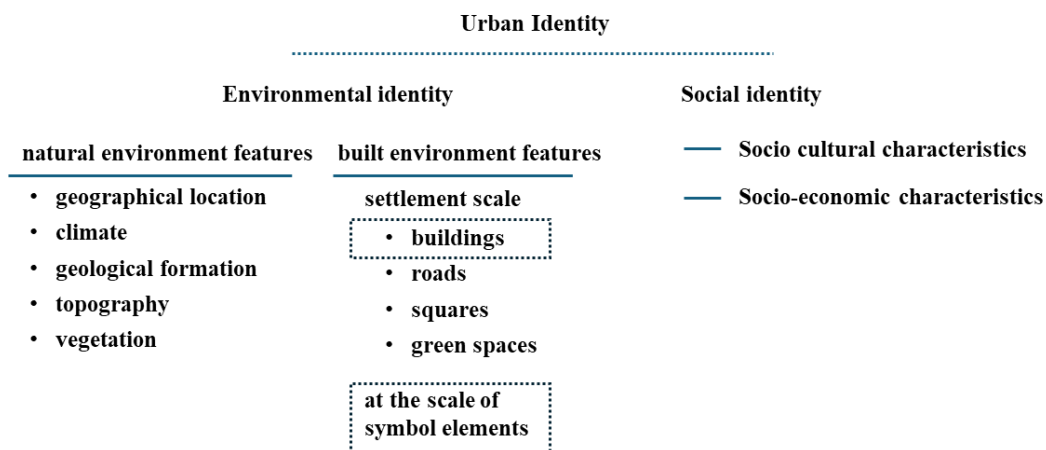 Urban Identity
Environmental identity
Social identity
natural environment features
• geographical location
• climate
• geological formation
• topography
• vegetation
built environment features
settlement scale
• buildings
• roads
• squares
• green spaces
at the scale of
symbol elements
Socio cultural characteristics
Socio-economic characteristics